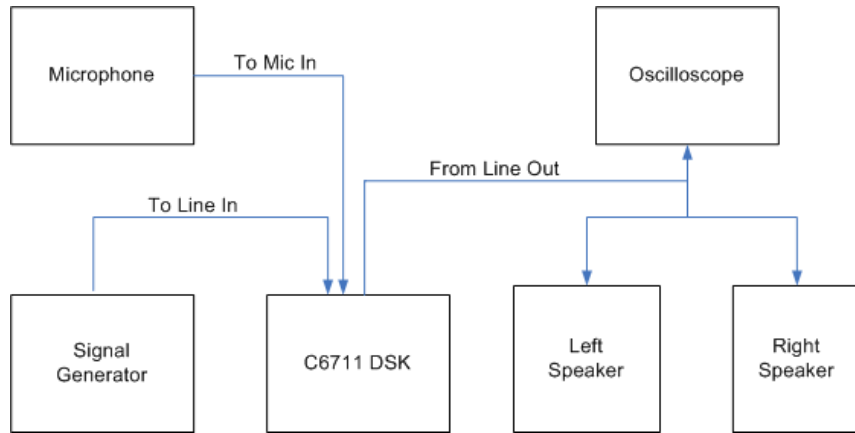 Microphone
To Mic In
Oscilloscope
From Line Out
To Line In
Signal
Generator
C6711 DSK
Left
Speaker
Right
Speaker